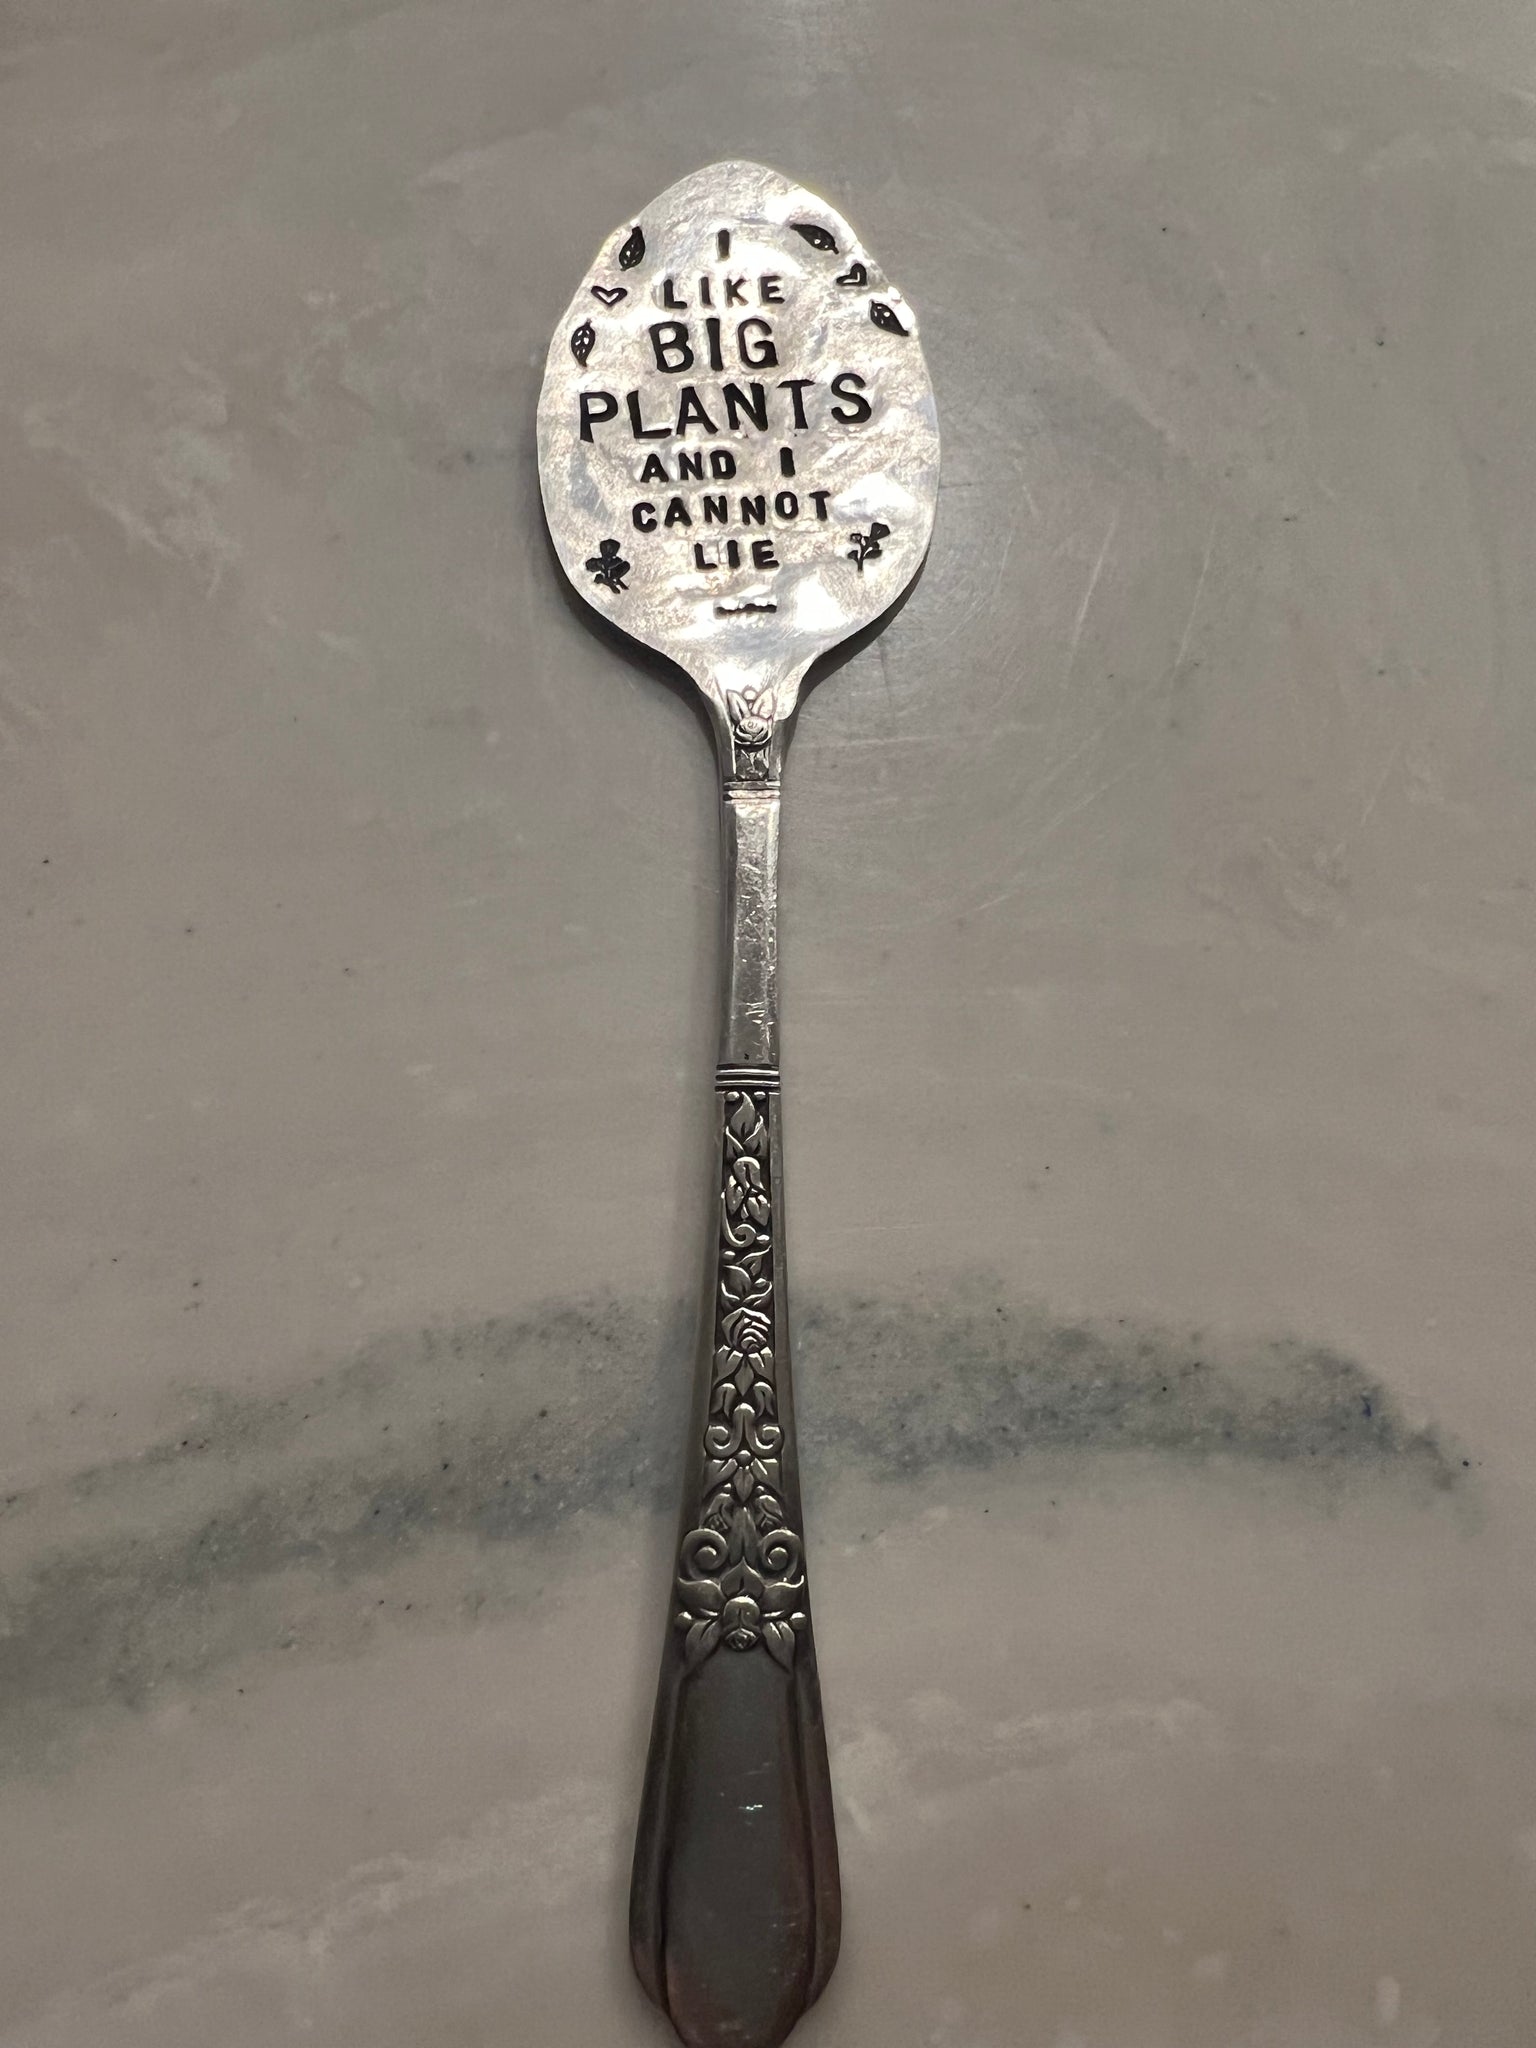 I
LIKE
BIG
PLANTS
AND I
CANNOT
LIE